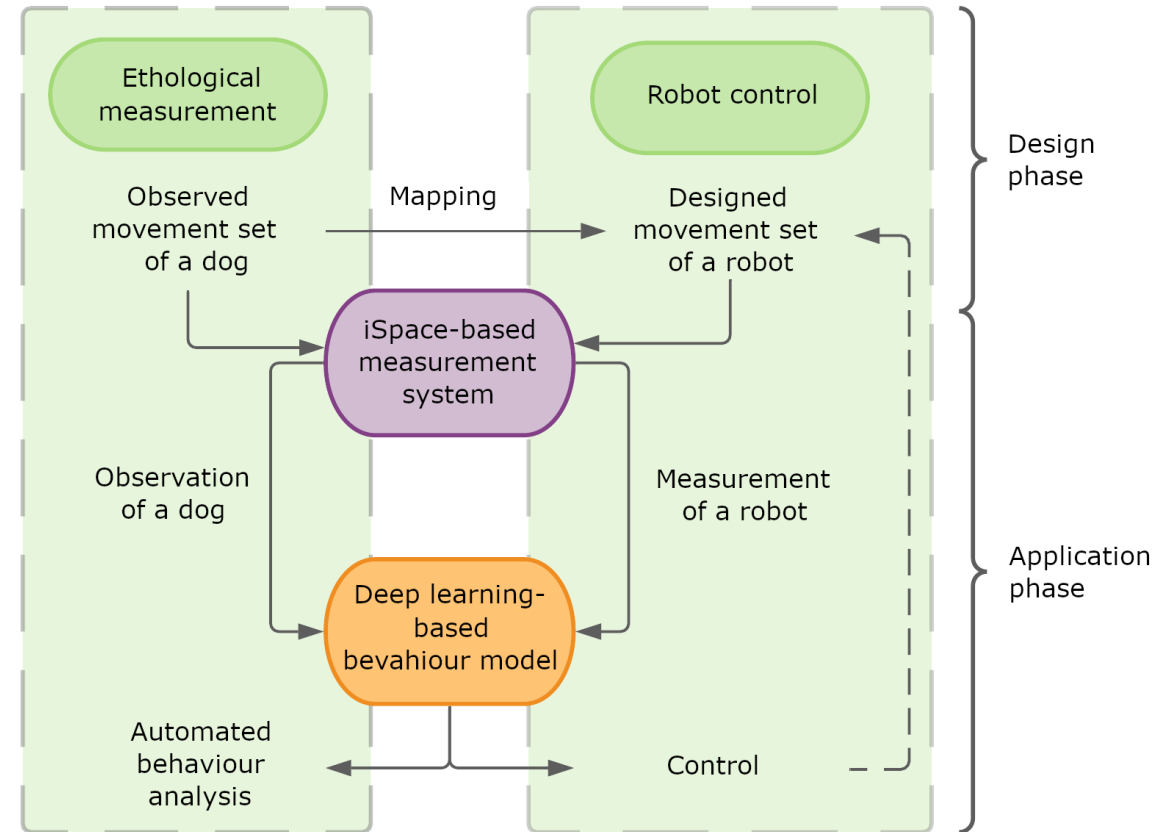 Ethological
measurement
Robot control
Design
phase
Observed
movement set
of a dog
Mapping
Designed
movement set
of a robot
iSpace-based
measurement
system
Observation
of a dog
Measurement
of a robot
Application
phase
Deep learning-
based
bevahiour model
Automated
behaviour
analysis
Control